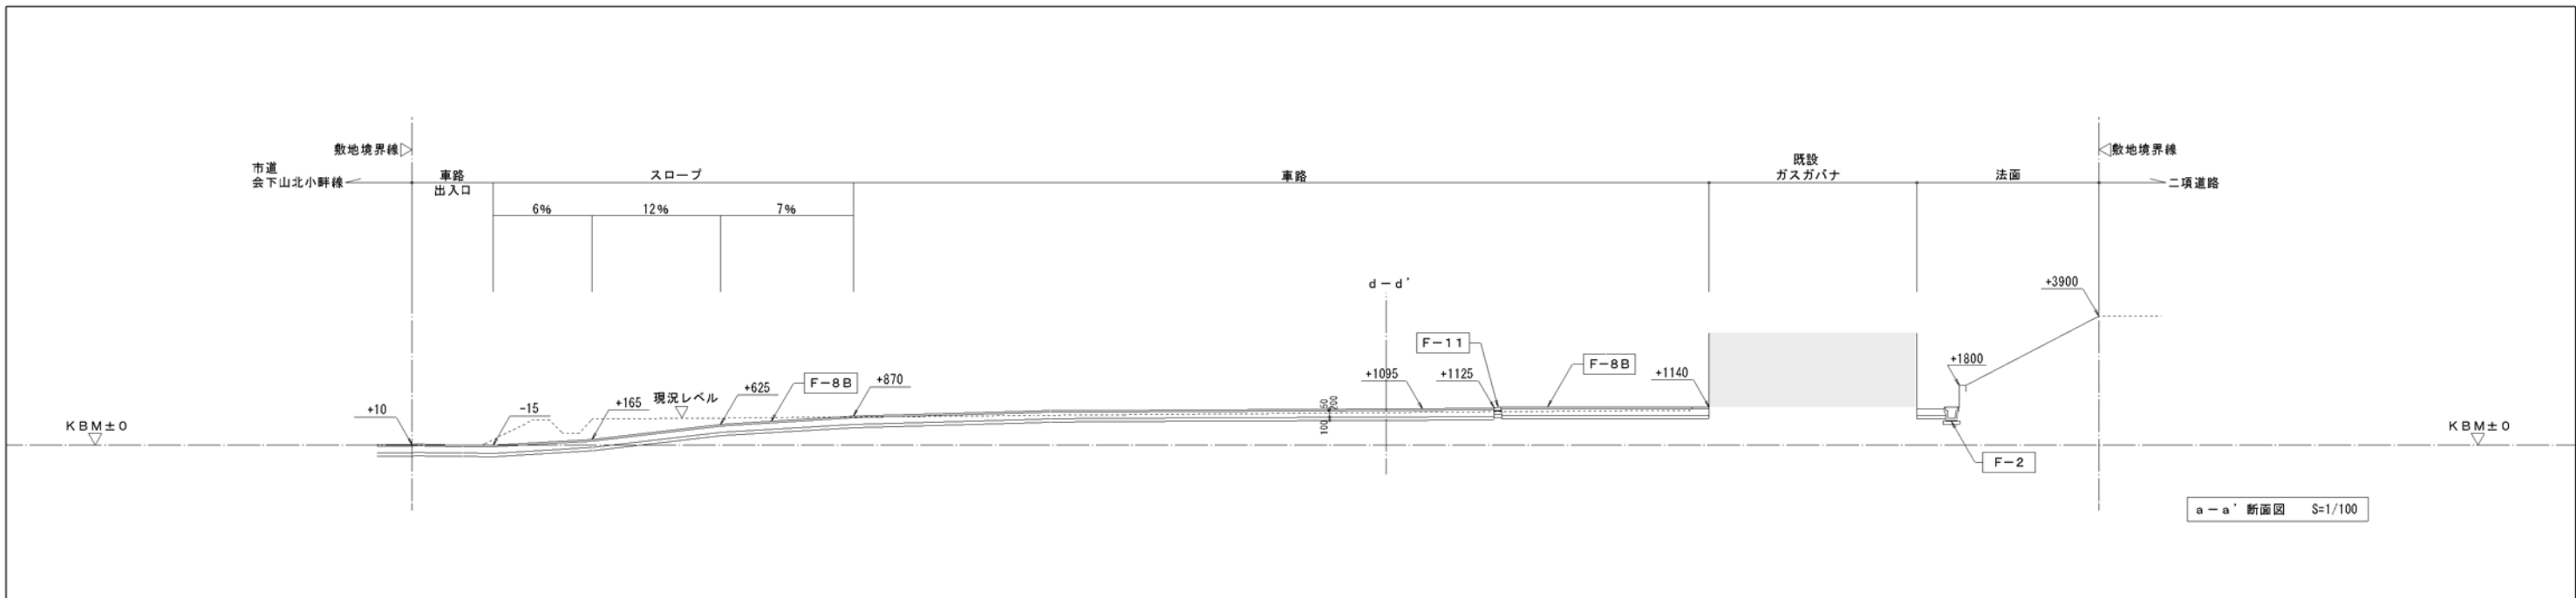 敷地境界線
敷地境界線
市道
会下山北小畔線
車路
出入口
スロープ
車路
既設
ガスガバナ
法面
二項道路
6%
12%
7%
d－d'
+3900
F－11
+1800
F－8B
+1095
+1125
+1140
+870
F－8B
+625
現況レベル
+165
-15
+10
50
200
100
KBM±0
KBM±0
F－2
a－a' 断面図 S=1/100